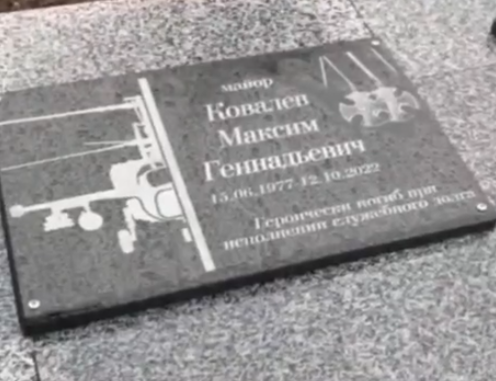 майор
Ковалев
Максим
Геннадьевич
15.06.1977 12.10.2022
Героически погиб при
исполнении служебного долга